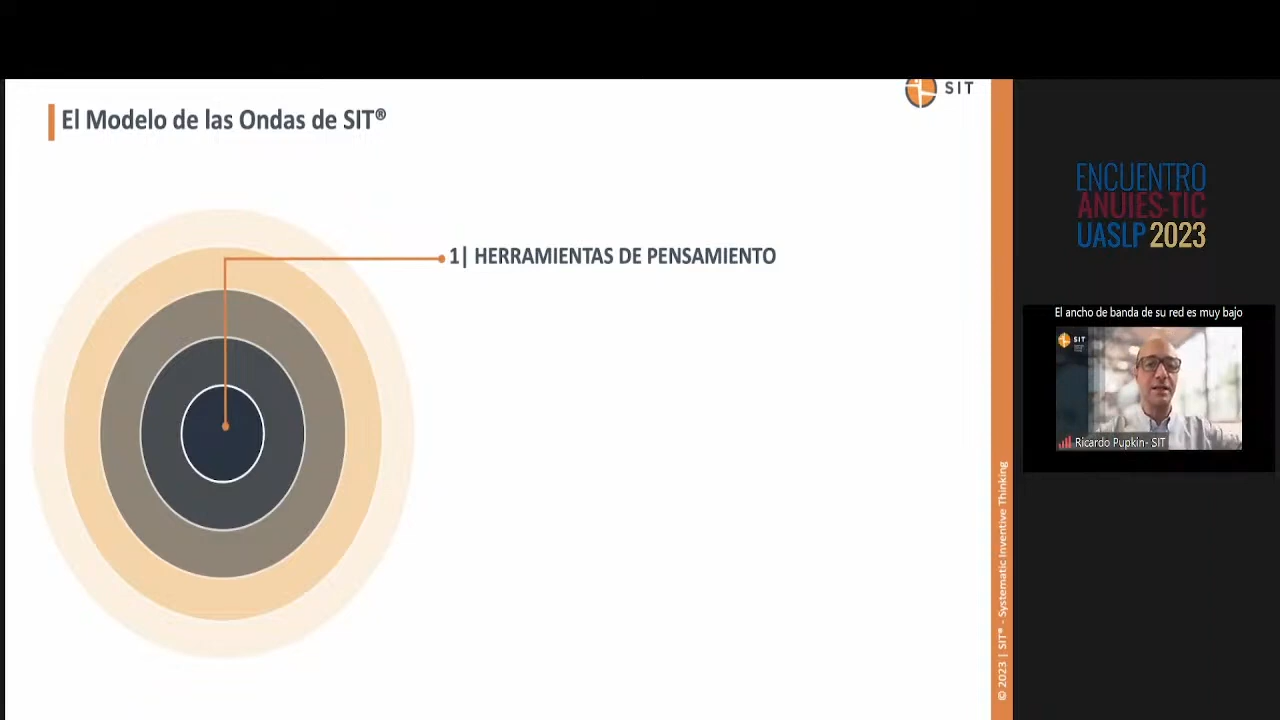 El Modelo de las Ondas de SIT®
SIT
1| HERRAMIENTAS DE PENSAMIENTO
© 2023 | SIT® - Systematic Inventive Thinking
ENCUENTRO
ANUIES-TIC
UASLP 2023
El ancho de banda de su red es muy bajo
SIT
Ricardo Pupkin- SIT